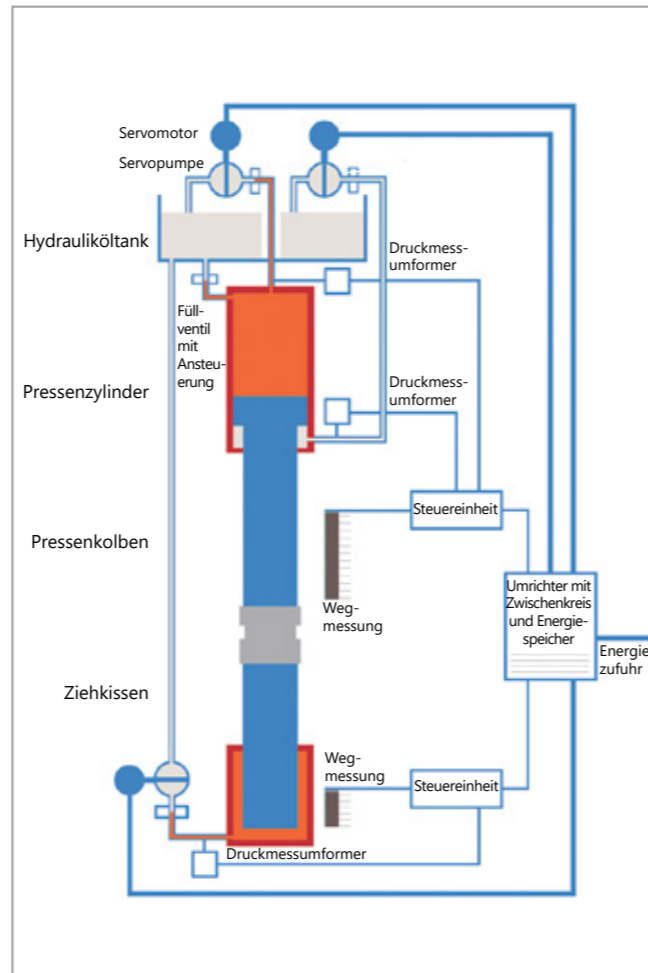 Servomotor
Servopumpe
Hydrauliköltank
Druckmess-
umformer
Füll-
ventil
mit
Ansteu-
erung
Pressenzylinder
Druckmess-
umformer
Steuereinheit
Pressenkolben
Weg-
messung
Umrichter mit
Zwischenkreis
und Energie-
speicher
Energie
zufuhr
Ziehkissen
Weg-
messung
Steuereinheit
Druckmessumformer